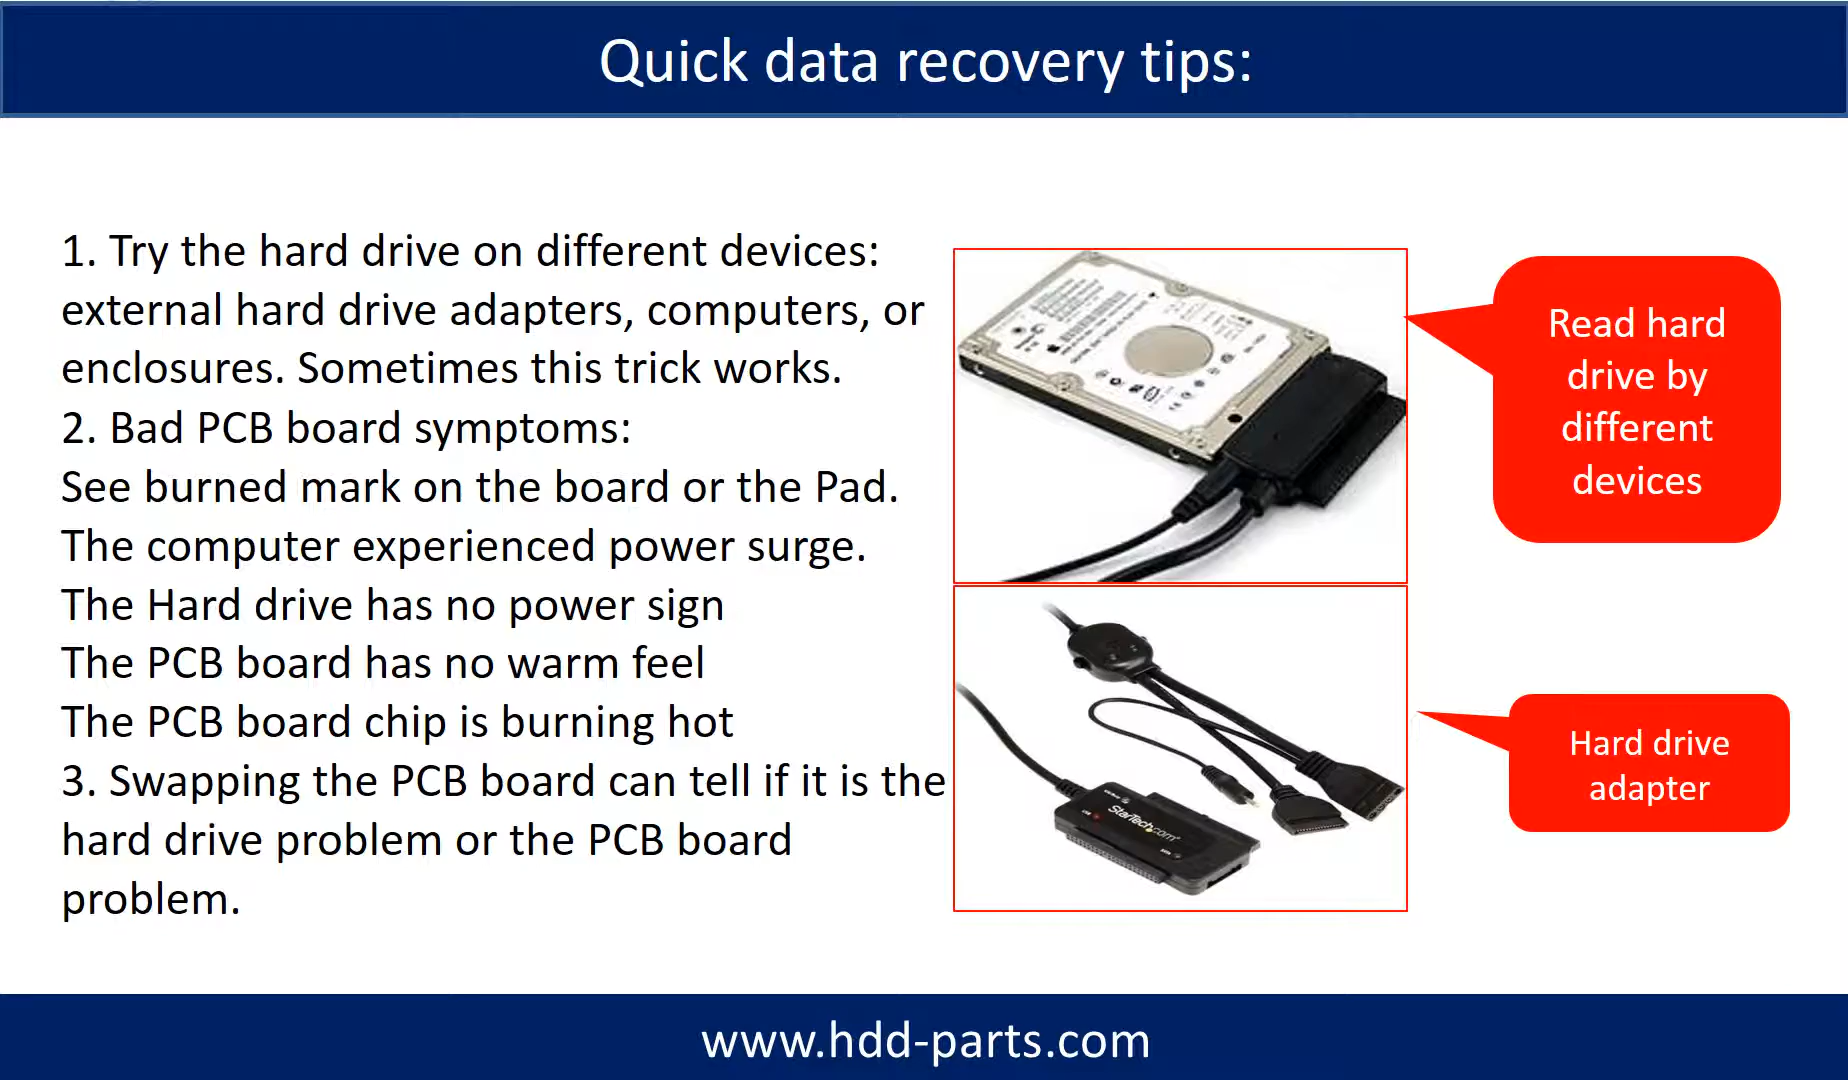 Quick data recovery tips:
1. Try the hard drive on different devices:
external hard drive adapters, computers, or
enclosures. Sometimes this trick works.
2. Bad PCB board symptoms:
See burned mark on the board or the Pad.
The computer experienced power surge.
The Hard drive has no power sign
The PCB board has no warm feel
The PCB board chip is burning hot
3. Swapping the PCB board can tell if it is the
hard drive problem or the PCB board
problem.
Read hard
drive by
different
devices
StarTech.com
Hard drive
adapter
www.hdd-parts.com